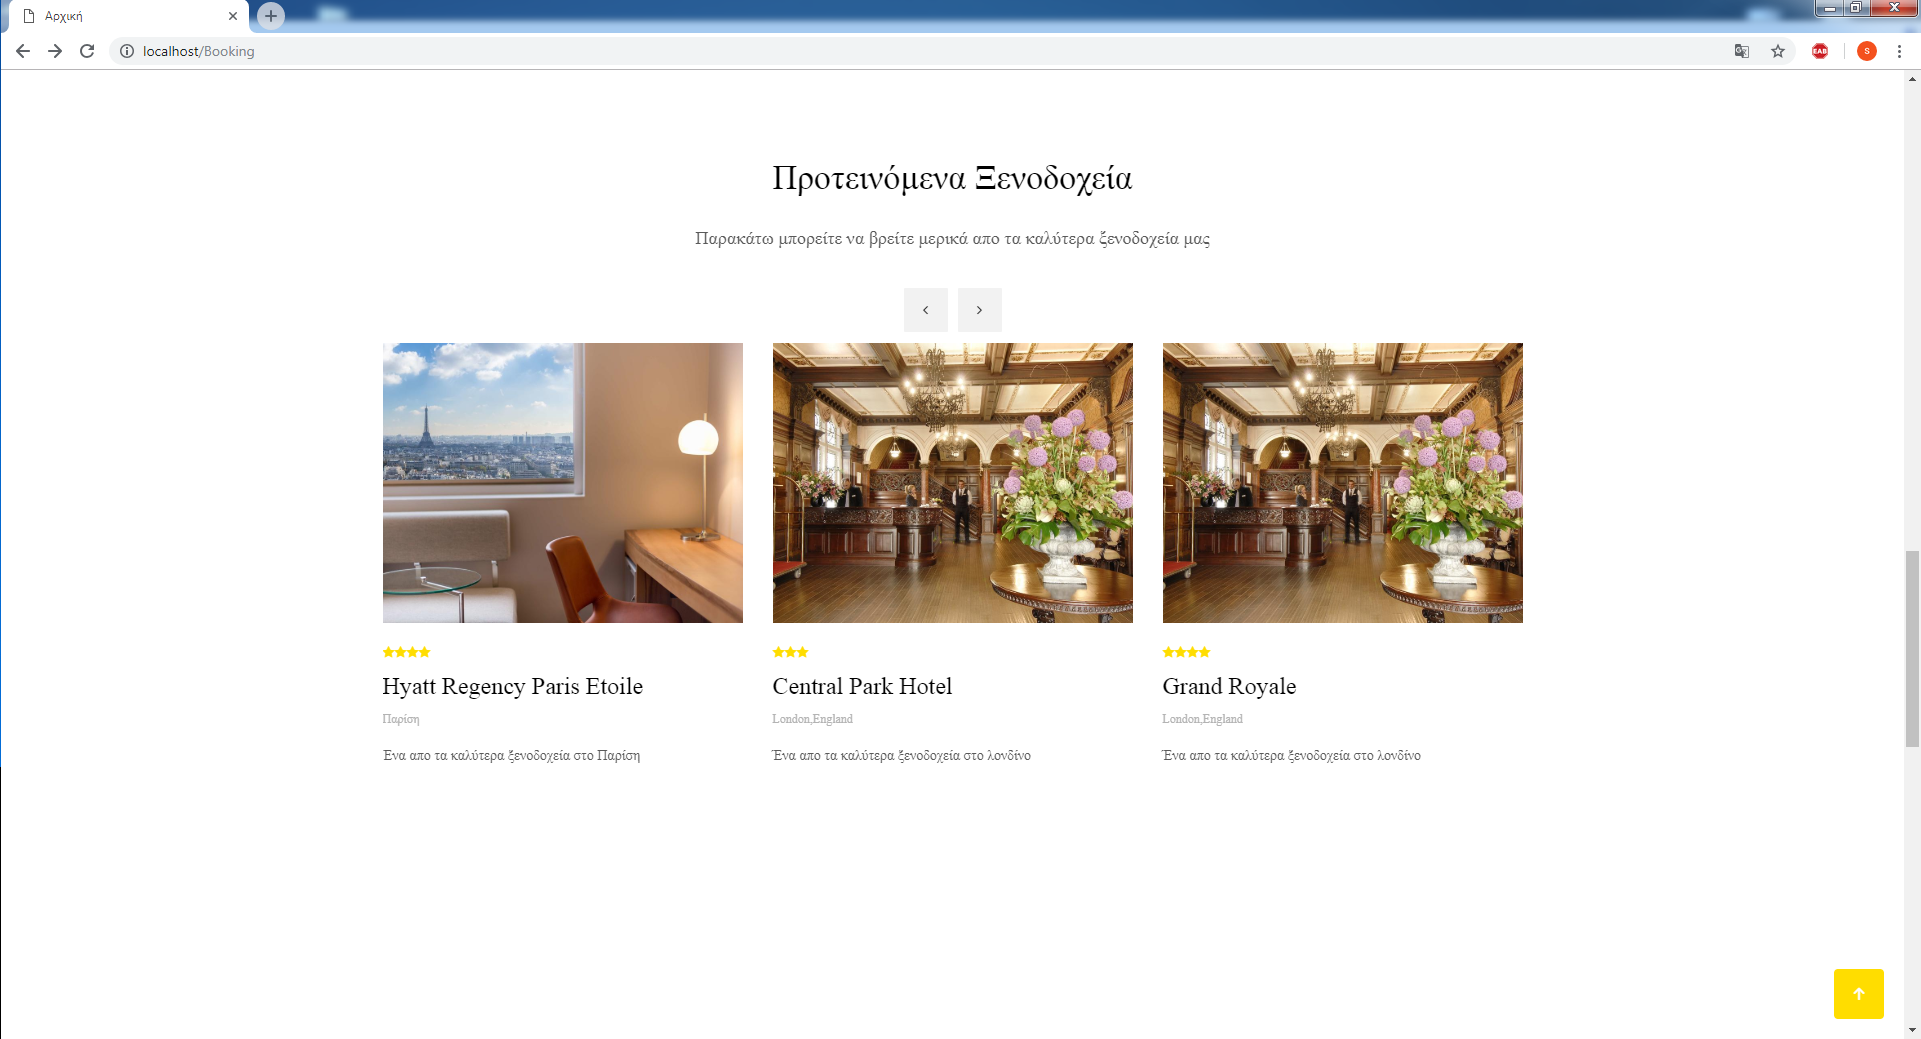 Αρχική
localhost/Booking
EAB
s
Προτεινόμενα Ξενοδοχεία
Παρακάτω μπορείτε να βρείτε μερικά απο τα καλύτερα ξενοδοχεία μας
Hyatt Regency Paris Etoile
Παρίση
Ενα απο τα καλύτερα ξενοδοχεία στο Παρίση
Central Park Hotel
London,England
Ένα απο τα καλύτερα ξενοδοχεία στο λονδίνο
Grand Royale
London,England
Ένα απο τα καλύτερα ξενοδοχεία στο λονδίνο